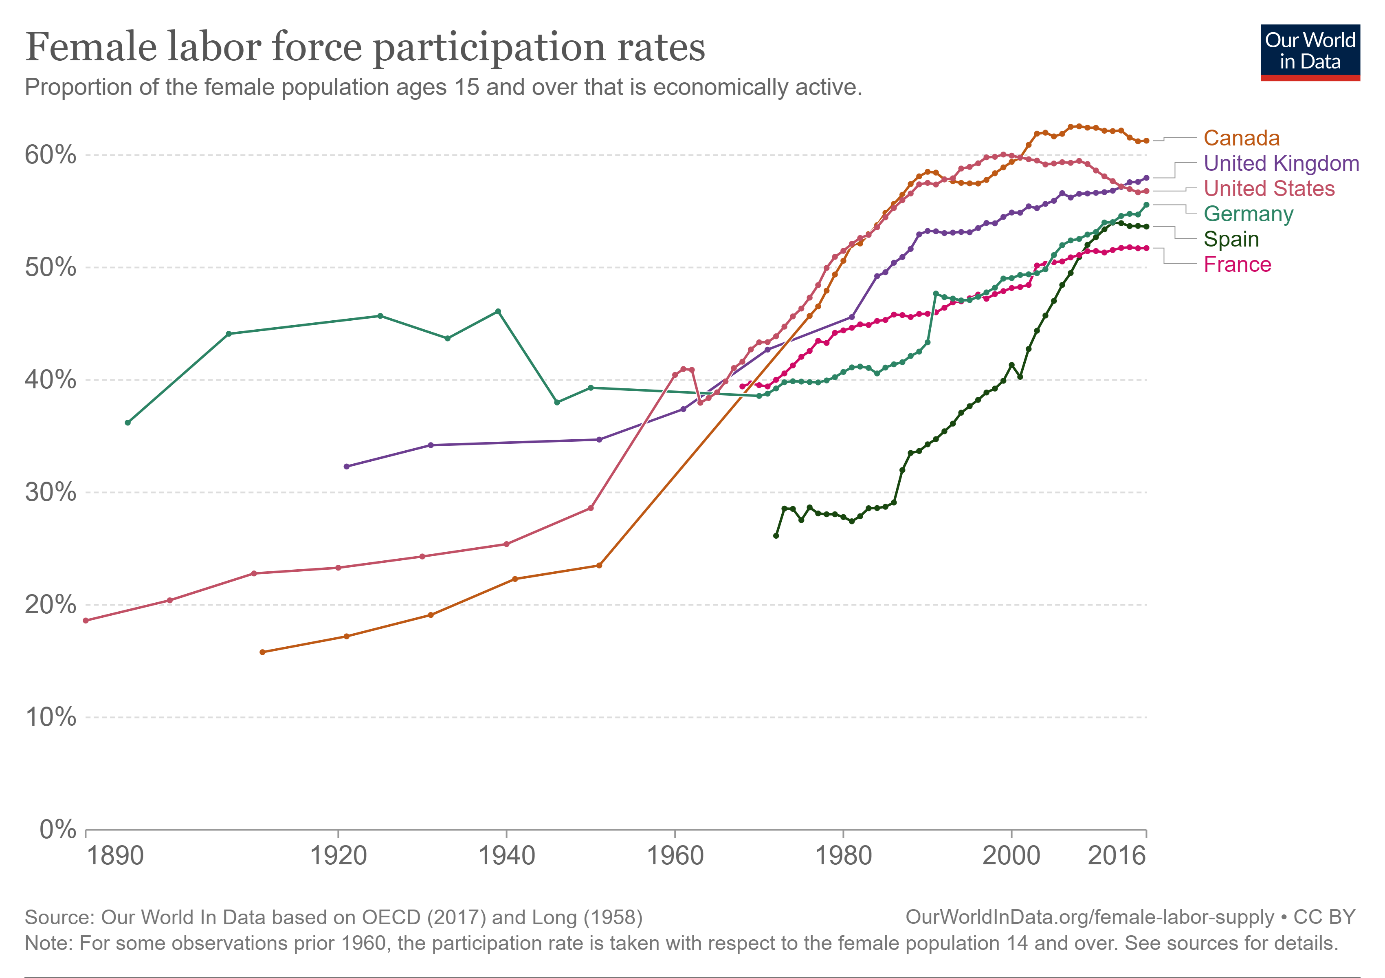 Female labor force participation rates
Proportion of the female population ages 15 and over that is economically active.
Our World
in Data
60%
50%
40%
30%
20%
10%
0%
Canada
United Kingdom
United States
Germany
Spain
France
1890
1920
1940
1960
1980
2000
2016
Source: Our World In Data based on OECD (2017) and Long (1958)
OurWorldInData.org/female-labor-supply • CC BY
Note: For some observations prior 1960, the participation rate is taken with respect to the female population 14 and over. See sources for details.